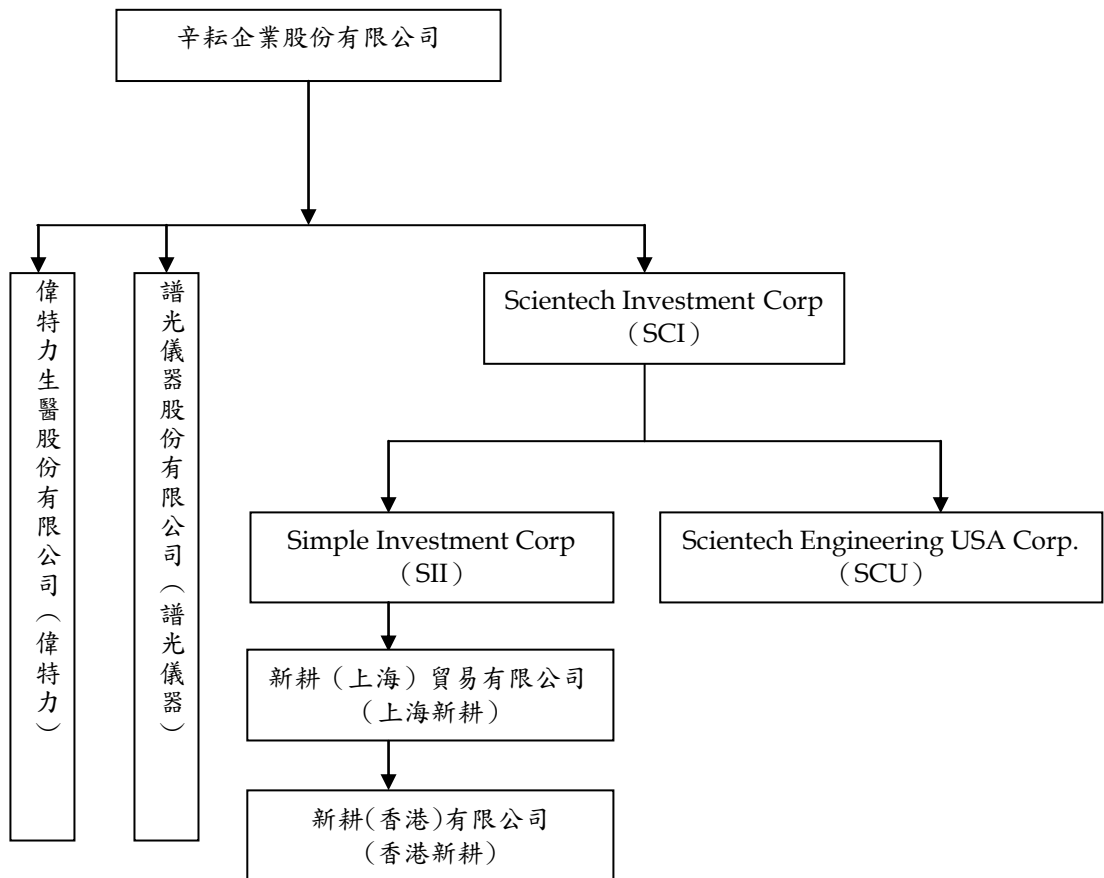 辛耘企業股份有限公司
偉特力生醫股份有限公司（偉特力）
譜光儀器股份有限公司（譜光儀器）
Scientech Investment Corp
（SCI）
Simple Investment Corp
（SII）
Scientech Engineering USA Corp.
（SCU）
新耕（上海）貿易有限公司
（上海新耕）
新耕(香港)有限公司
（香港新耕）